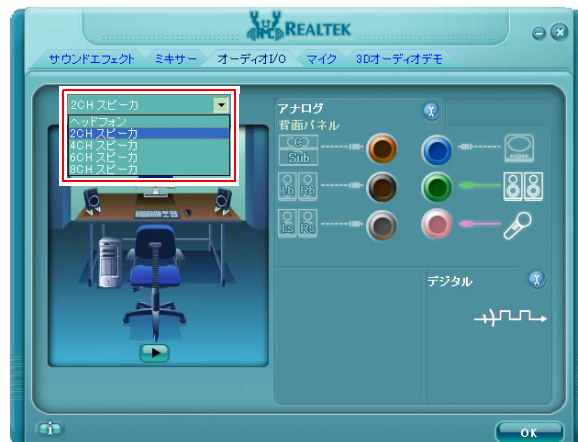 REALTEK
サウンドエフェクト ミキサー オーディオI/O マイク 3Dオーディオデモ
2CH スピーカ
ヘッドフォン
2CH スピーカ
4CH スピーカ
6CH スピーカ
8CH スピーカ
アナログ
背面パネル
C
Sub
Lb Rb
Ls Rs
デジタル
i
OK